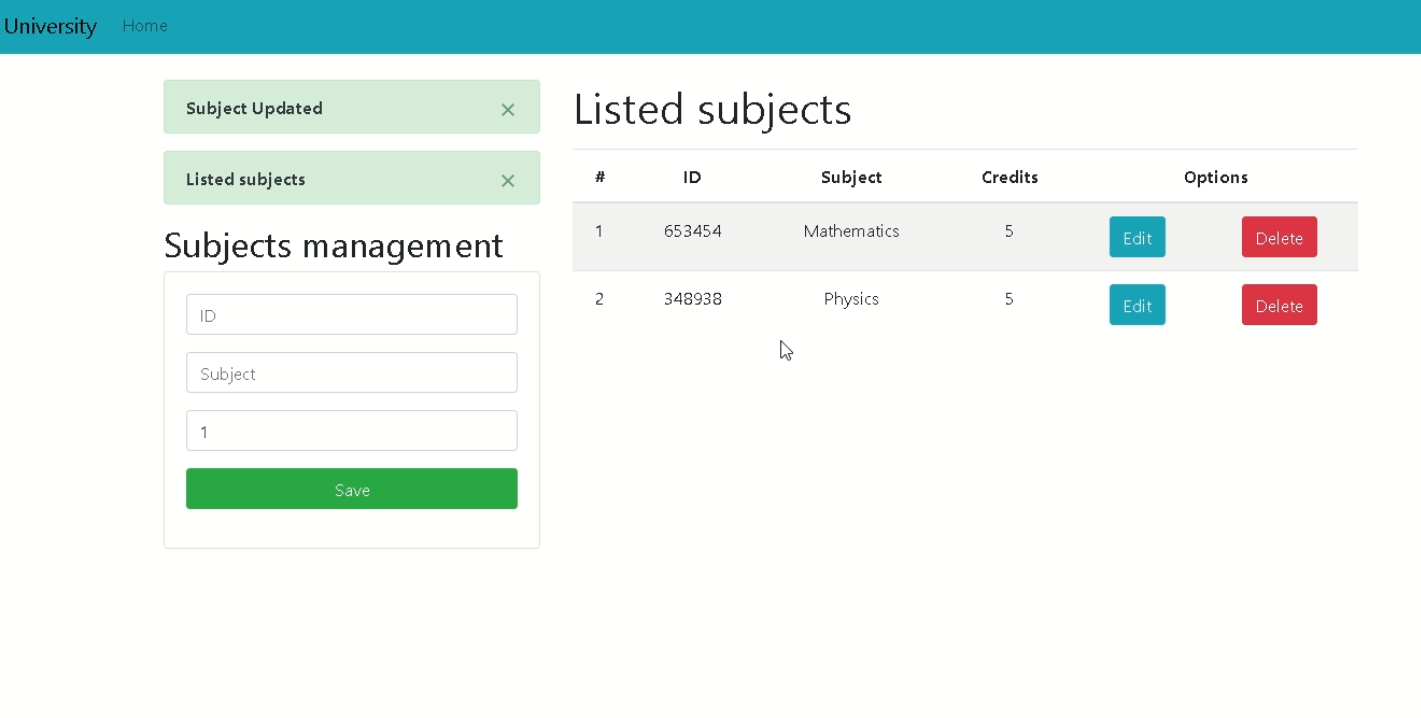 University Home
Subject Updated ×
Listed subjects ×
Subjects management
ID
Subject
1
Save
Listed subjects
# ID Subject Credits Options
1 653454 Mathematics 5 Edit Delete
2 348938 Physics 5 Edit Delete